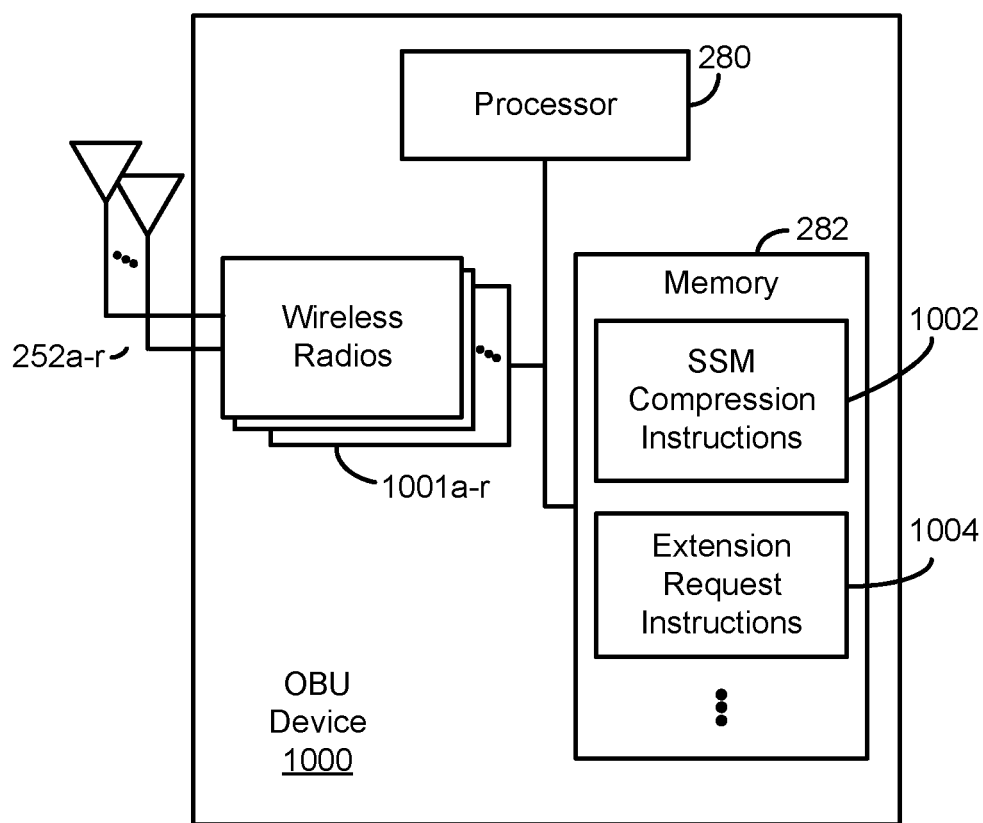 280
Processor
282
Memory
1002
Wireless
Radios
SSM
Compression
Instructions
252a-r
1001a-r
1004
Extension
Request
Instructions
OBU
Device
1000